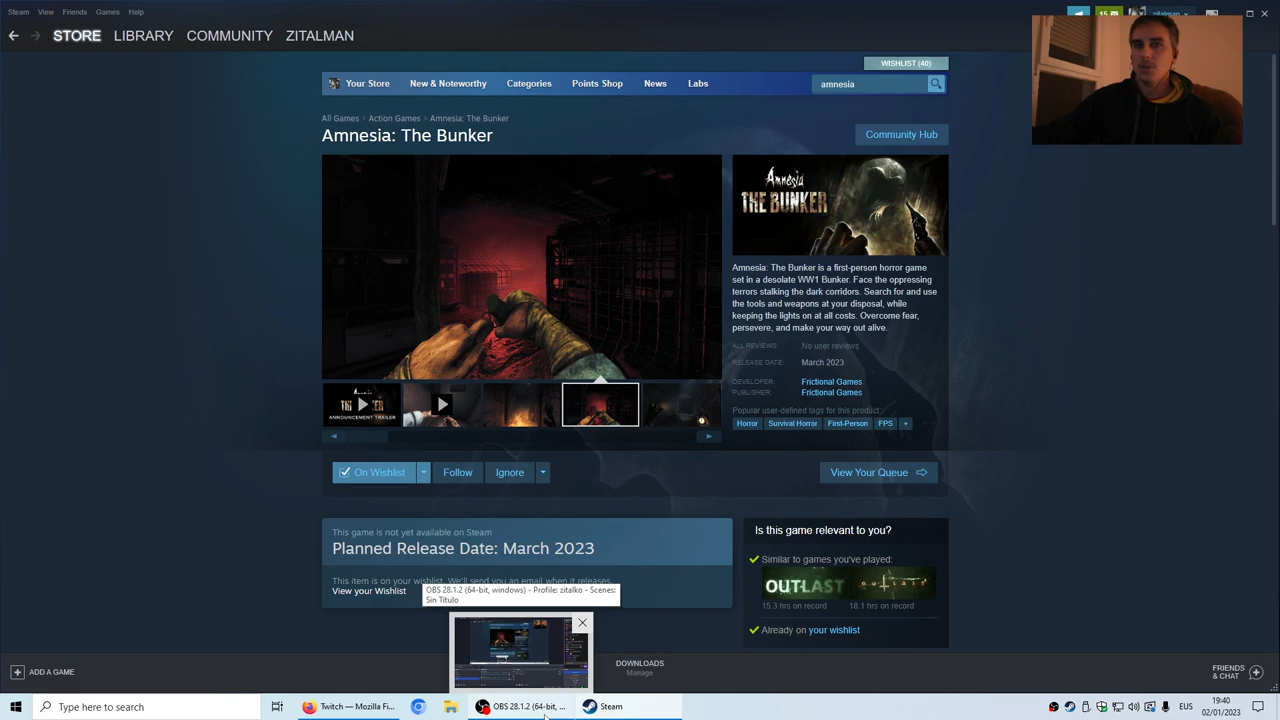 Steam View Friends Games Help
15
zitalman
STORE LIBRARY COMMUNITY ZITALMAN
WISHLIST (40)
Your Store New & Noteworthy Categories Points Shop News Labs
amnesia
All Games > Action Games > Amnesia: The Bunker
Amnesia: The Bunker
Community Hub
Amnesia
THE BUNKER
Amnesia: The Bunker is a first-person horror game
set in a desolate WW1 Bunker. Face the oppressing
terrors stalking the dark corridors. Search for and use
the tools and weapons at your disposal, while
keeping the lights on at all costs. Overcome fear,
persevere, and make your way out alive.
ALL REVIEWS: No user reviews
RELEASE DATE: March 2023
DEVELOPER: Frictional Games
PUBLISHER: Frictional Games
Popular user-defined tags for this product:
Horror Survival Horror First-Person FPS +
Amnesia
THE BUNKER
ANNOUNCEMENT TRAILER
On Wishlist Follow Ignore
View Your Queue
This game is not yet available on Steam
Planned Release Date: March 2023
This item is on your wishlist. We'll send you an email when it releases.
View your Wishlist
Is this game relevant to you?
Similar to games you've played:
OUTLAST
15.3 hrs on record 18.1 hrs on record
Already on your wishlist
OBS 28.1.2 (64-bit, windows) - Profile: zitalko - Scenes:
Sin Título
ADD A GAME
DOWNLOADS
Manage
FRIENDS
& CHAT
Type here to search
Twitch — Mozilla Fi...
OBS 28.1.2 (64-bit, ...
Steam
EUS
19:40
02/01/2023